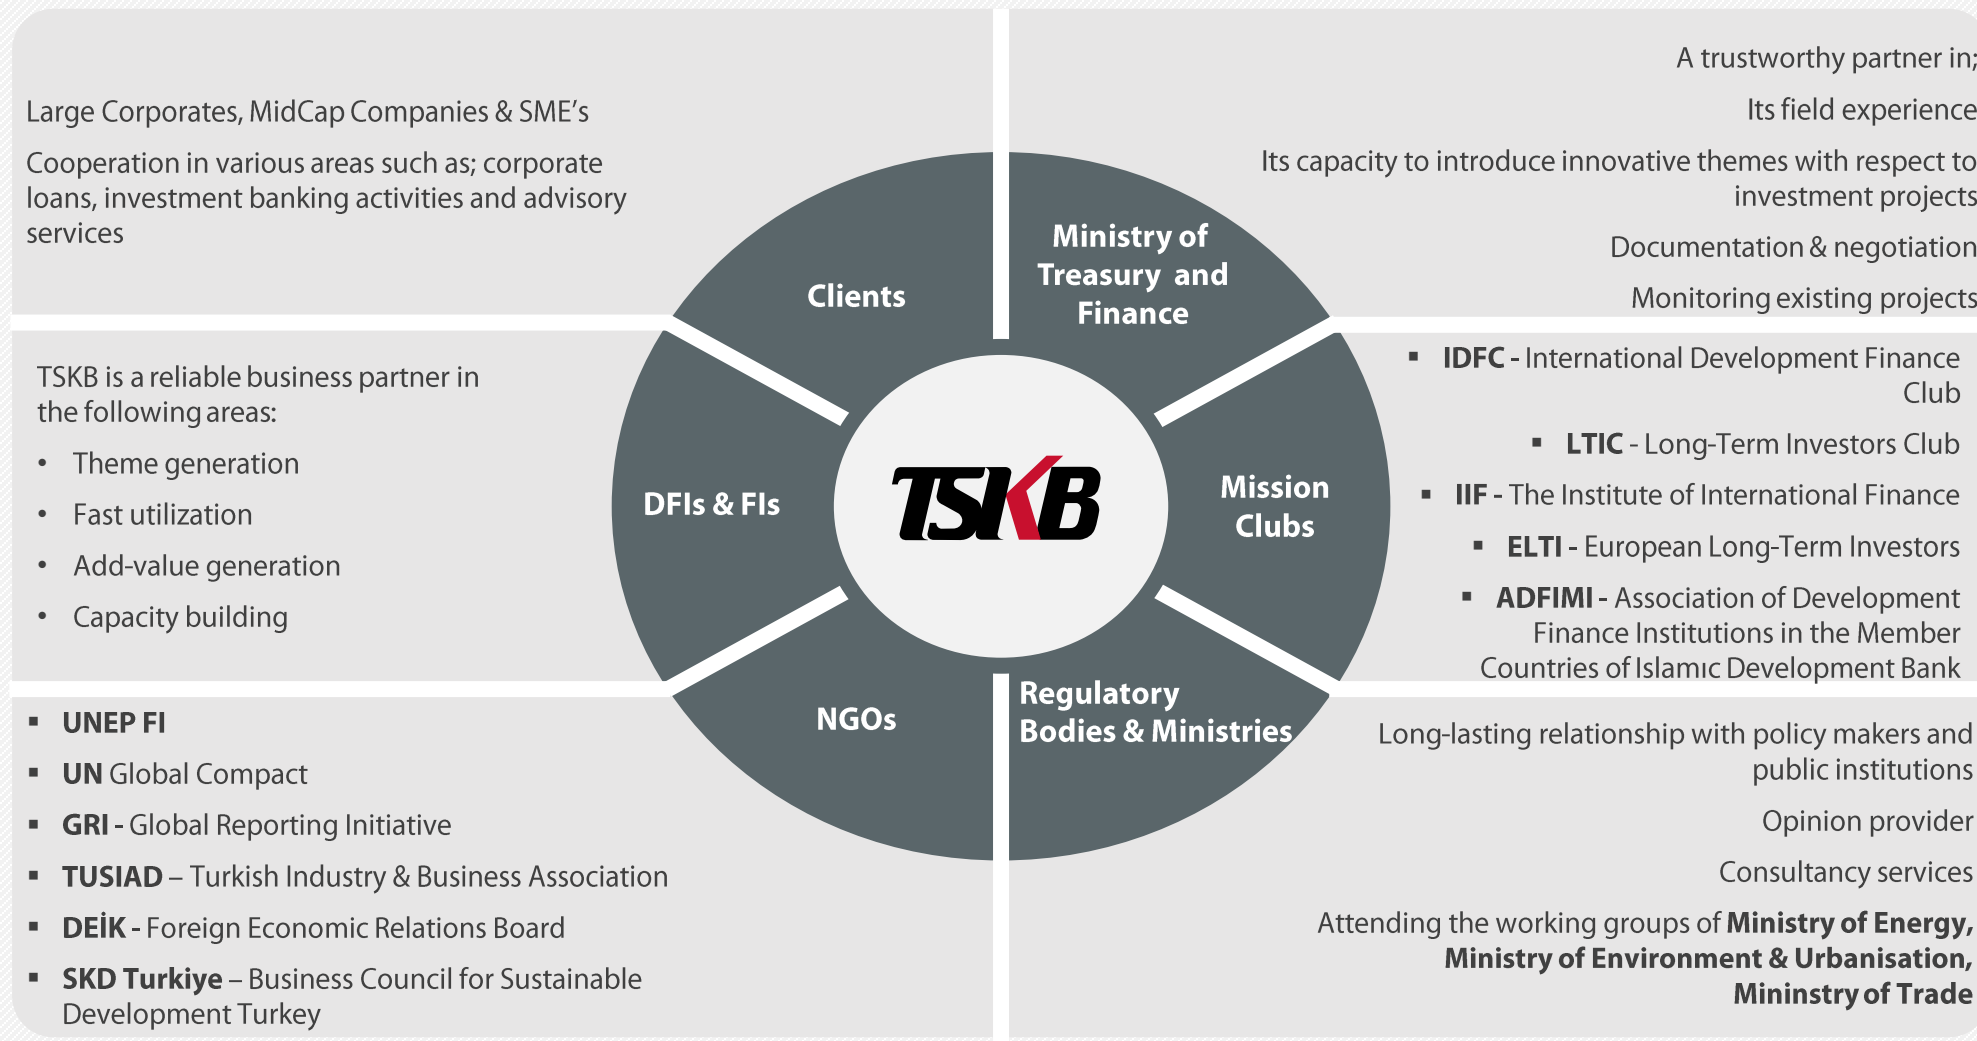 Large Corporates, MidCap Companies & SME's
Cooperation in various areas such as; corporate
loans, investment banking activities and advisory
services
Clients
A trustworthy partner in;
Its field experience
Its capacity to introduce innovative themes with respect to
investment projects
Documentation & negotiation
Monitoring existing projects
Ministry of
Treasury and
Finance
TSKB is a reliable business partner in
the following areas:
• Theme generation
• Fast utilization
• Add-value generation
• Capacity building
DFIs & FIs
TSKB
Mission
Clubs
▪ IDFC - International Development Finance
Club
▪ LTIC - Long-Term Investors Club
▪ IIF - The Institute of International Finance
▪ ELTI - European Long-Term Investors
▪ ADFIMI - Association of Development
Finance Institutions in the Member
Countries of Islamıc Development Bank
▪ UNEP FI
▪ UN Global Compact
▪ GRI - Global Reporting Initiative
▪ TUSIAD – Turkish Industry & Business Association
▪ DEİK - Foreign Economic Relations Board
▪ SKD Turkiye – Business Council for Sustainable
Development Turkey
NGOs
Regulatory
Bodies & Ministries
Long-lasting relationship with policy makers and
public institutions
Opinion provider
Consultancy services
Attending the working groups of Ministry of Energy,
Ministry of Environment & Urbanisation,
Mininstry of Trade